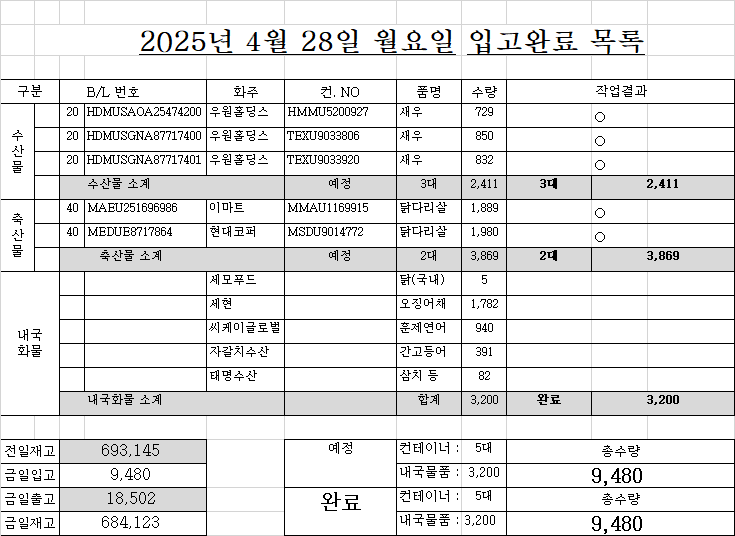 2025년 4월 28일 월요일 입고완료 목록
구분 B/L 번호 화주 컨. NO 품명 수량 작업결과
수산물
20 HDMUSAOA25474200 우원홀딩스 HMMU5200927 새우 729 ○
20 HDMUSGNA87717400 우원홀딩스 TEXU9033806 새우 850 ○
20 HDMUSGNA87717401 우원홀딩스 TEXU9033920 새우 832 ○
수산물 소계 예정 3대 2,411 3대 2,411
축산물
40 MAEU251696986 이마트 MMAU1169915 닭다리살 1,889 ○
40 MEDUE8717864 현대코퍼 MSDU9014772 닭다리살 1,980 ○
축산물 소계 예정 2대 3,869 2대 3,869
내국화물
세모푸드 닭(국내) 5
세현 오징어채 1,782
씨케이글로벌 훈제연어 940
자갈치수산 간고등어 391
태명수산 삼치 등 82
내국화물 소계 합계 3,200 완료 3,200
전일재고 693,145 예정 컨테이너 : 5대 총수량
금일입고 9,480 내국물품 : 3,200 9,480
금일출고 18,502 완료 컨테이너 : 5대 총수량
금일재고 684,123 내국물품 : 3,200 9,480